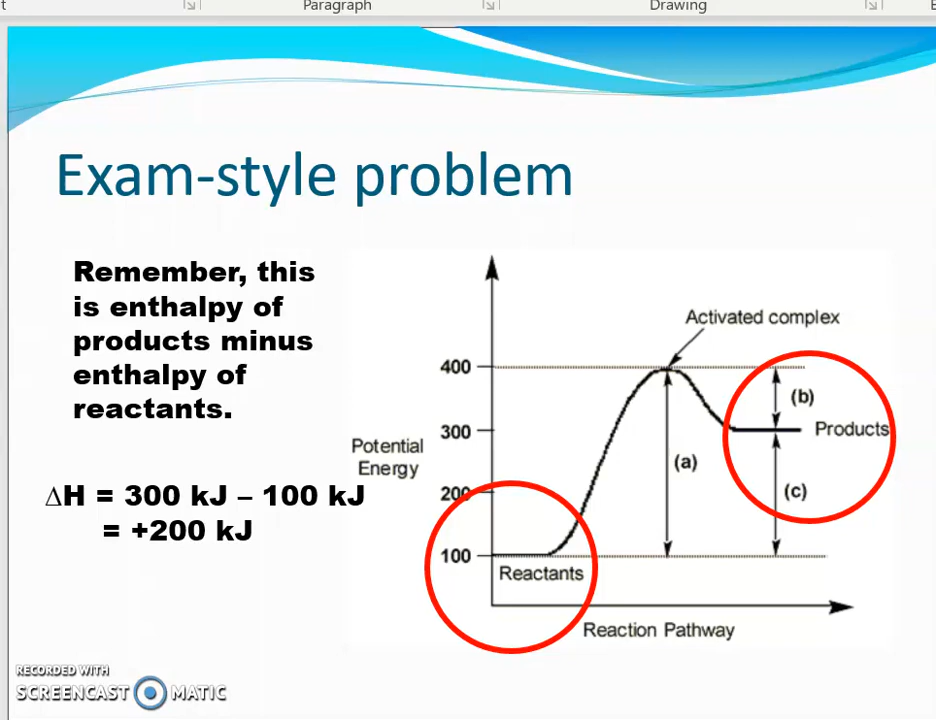 Paragraph
Drawing
Exam-style problem
Remember, this
is enthalpy of
products minus
enthalpy of
reactants.
∆H = 300 kJ – 100 kJ
= +200 kJ
Activated complex
400
(b)
300
Products
Potential
Energy
(a)
200
(c)
100
Reactants
Reaction Pathway
RECORDED WITH
SCREENCAST MATIC